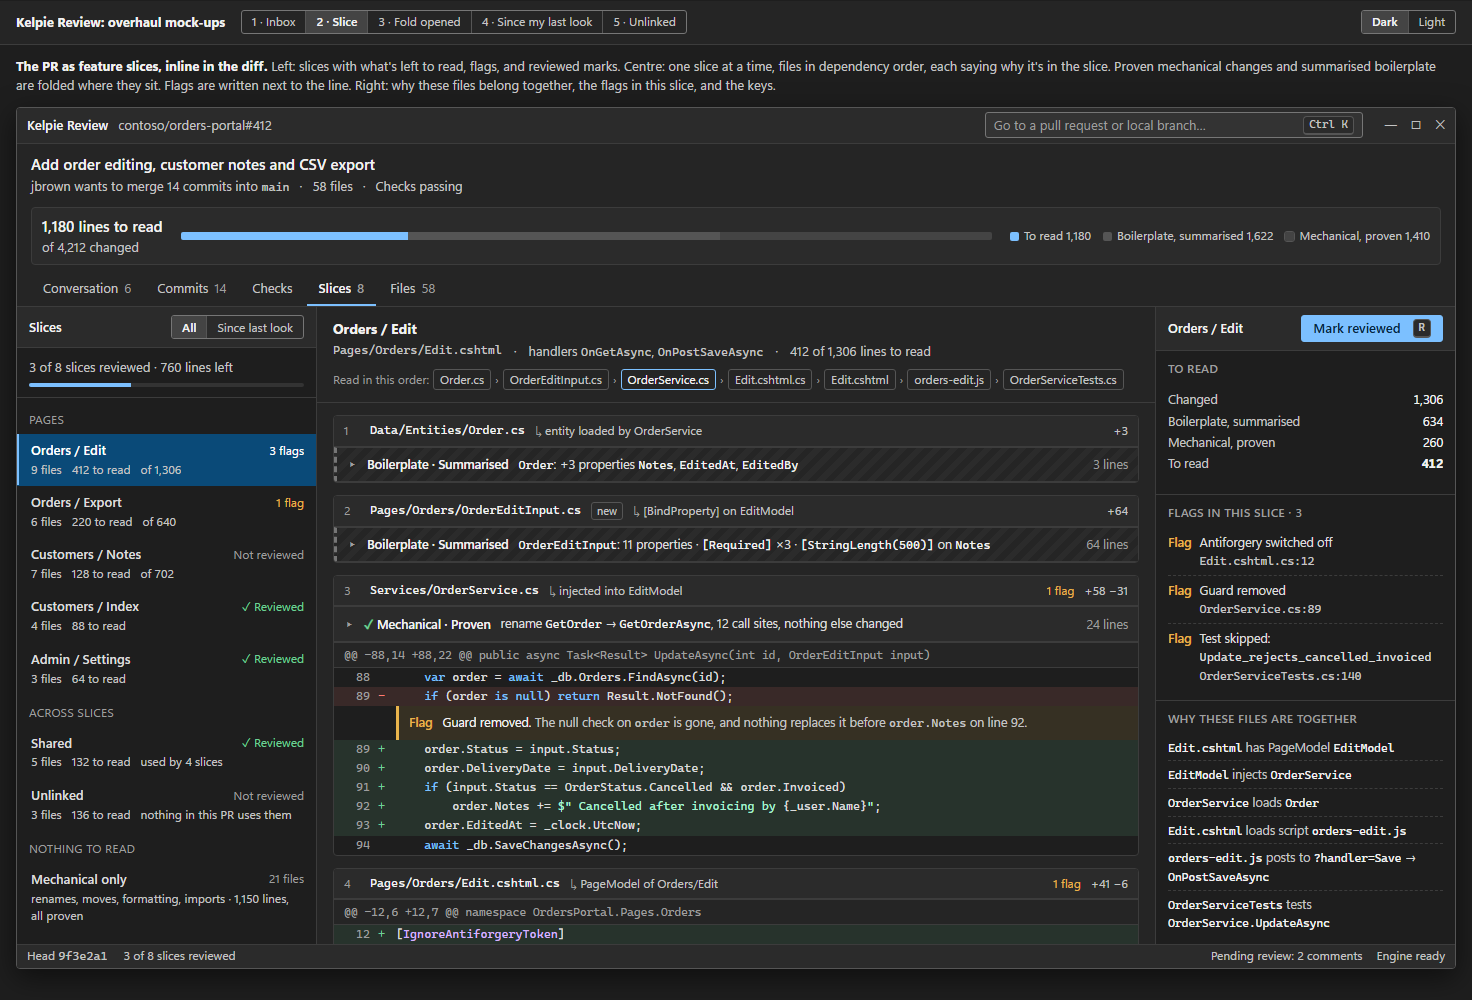 Kelpie Review: overhaul mock-ups
1 · Inbox
2 · Slice
3 · Fold opened
4 · Since my last look
5 · Unlinked
Dark
Light
The PR as feature slices, inline in the diff. Left: slices with what's left to read, flags, and reviewed marks. Centre: one slice at a time, files in dependency order, each saying why it's in the slice. Proven mechanical changes and summarised boilerplate
are folded where they sit. Flags are written next to the line. Right: why these files belong together, the flags in this slice, and the keys.
Kelpie Review contoso/orders-portal#412
Go to a pull request or local branch... Ctrl K
Add order editing, customer notes and CSV export
jbrown wants to merge 14 commits into main · 58 files · Checks passing
1,180 lines to read
of 4,212 changed
To read 1,180
Boilerplate, summarised 1,622
Mechanical, proven 1,410
Conversation 6
Commits 14
Checks
Slices 8
Files 58
Slices
All
Since last look
3 of 8 slices reviewed · 760 lines left
PAGES
Orders / Edit 3 flags
9 files 412 to read of 1,306
Orders / Export 1 flag
6 files 220 to read of 640
Customers / Notes Not reviewed
7 files 128 to read of 702
Customers / Index ✓ Reviewed
4 files 88 to read
Admin / Settings ✓ Reviewed
3 files 64 to read
ACROSS SLICES
Shared ✓ Reviewed
5 files 132 to read used by 4 slices
Unlinked Not reviewed
3 files 136 to read nothing in this PR uses them
NOTHING TO READ
Mechanical only 21 files
renames, moves, formatting, imports · 1,150 lines,
all proven
Orders / Edit
Pages/Orders/Edit.cshtml · handlers OnGetAsync, OnPostSaveAsync · 412 of 1,306 lines to read
Read in this order: Order.cs › OrderEditInput.cs › OrderService.cs › Edit.cshtml.cs › Edit.cshtml › orders-edit.js › OrderServiceTests.cs
1 Data/Entities/Order.cs ↳ entity loaded by OrderService +3
▸ Boilerplate · Summarised Order: +3 properties Notes, EditedAt, EditedBy 3 lines
2 Pages/Orders/OrderEditInput.cs new ↳ [BindProperty] on EditModel +64
▸ Boilerplate · Summarised OrderEditInput: 11 properties · [Required] ×3 · [StringLength(500)] on Notes 64 lines
3 Services/OrderService.cs ↳ injected into EditModel 1 flag +58 −31
▸ ✓ Mechanical · Proven rename GetOrder → GetOrderAsync, 12 call sites, nothing else changed 24 lines
@@ −88,14 +88,22 @@ public async Task<Result> UpdateAsync(int id, OrderEditInput input)
88 var order = await _db.Orders.FindAsync(id);
89 − if (order is null) return Result.NotFound();
Flag Guard removed. The null check on order is gone, and nothing replaces it before order.Notes on line 92.
89 + order.Status = input.Status;
90 + order.DeliveryDate = input.DeliveryDate;
91 + if (input.Status == OrderStatus.Cancelled && order.Invoiced)
92 + order.Notes += $" Cancelled after invoicing by {_user.Name}";
93 + order.EditedAt = _clock.UtcNow;
94 await _db.SaveChangesAsync();
4 Pages/Orders/Edit.cshtml.cs ↳ PageModel of Orders/Edit 1 flag +41 −6
@@ −12,6 +12,7 @@ namespace OrdersPortal.Pages.Orders
12 + [IgnoreAntiforgeryToken]
Orders / Edit
Mark reviewed R
TO READ
Changed 1,306
Boilerplate, summarised 634
Mechanical, proven 260
To read 412
FLAGS IN THIS SLICE · 3
Flag Antiforgery switched off
Edit.cshtml.cs:12
Flag Guard removed
OrderService.cs:89
Flag Test skipped:
Update_rejects_cancelled_invoiced
OrderServiceTests.cs:140
WHY THESE FILES ARE TOGETHER
Edit.cshtml has PageModel EditModel
EditModel injects OrderService
OrderService loads Order
Edit.cshtml loads script orders-edit.js
orders-edit.js posts to ?handler=Save →
OnPostSaveAsync
OrderServiceTests tests
OrderService.UpdateAsync
Head 9f3e2a1 3 of 8 slices reviewed
Pending review: 2 comments Engine ready